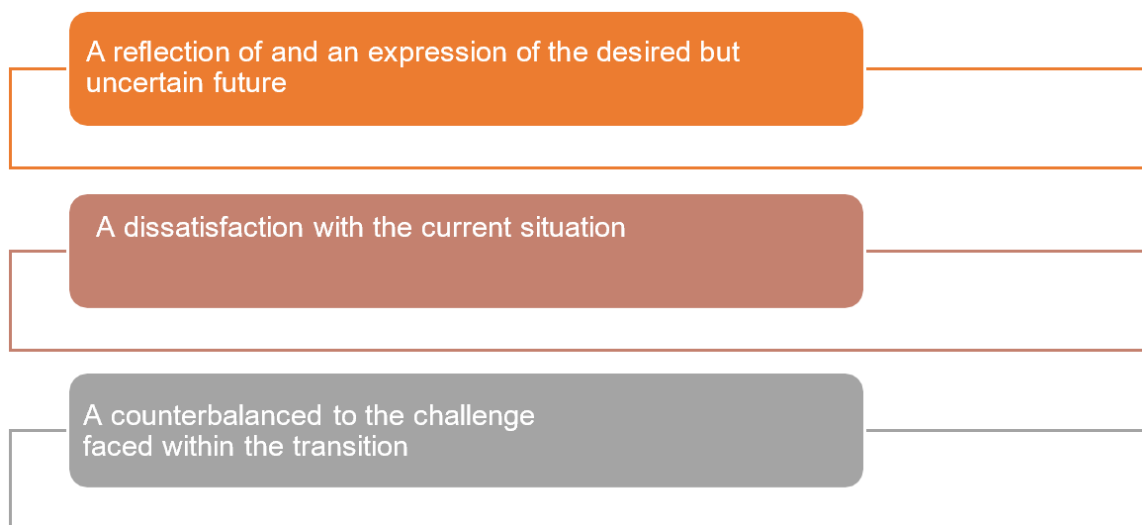 A reflection of and an expression of the desired but
uncertain future
A dissatisfaction with the current situation
A counterbalanced to the challenge
faced within the transition